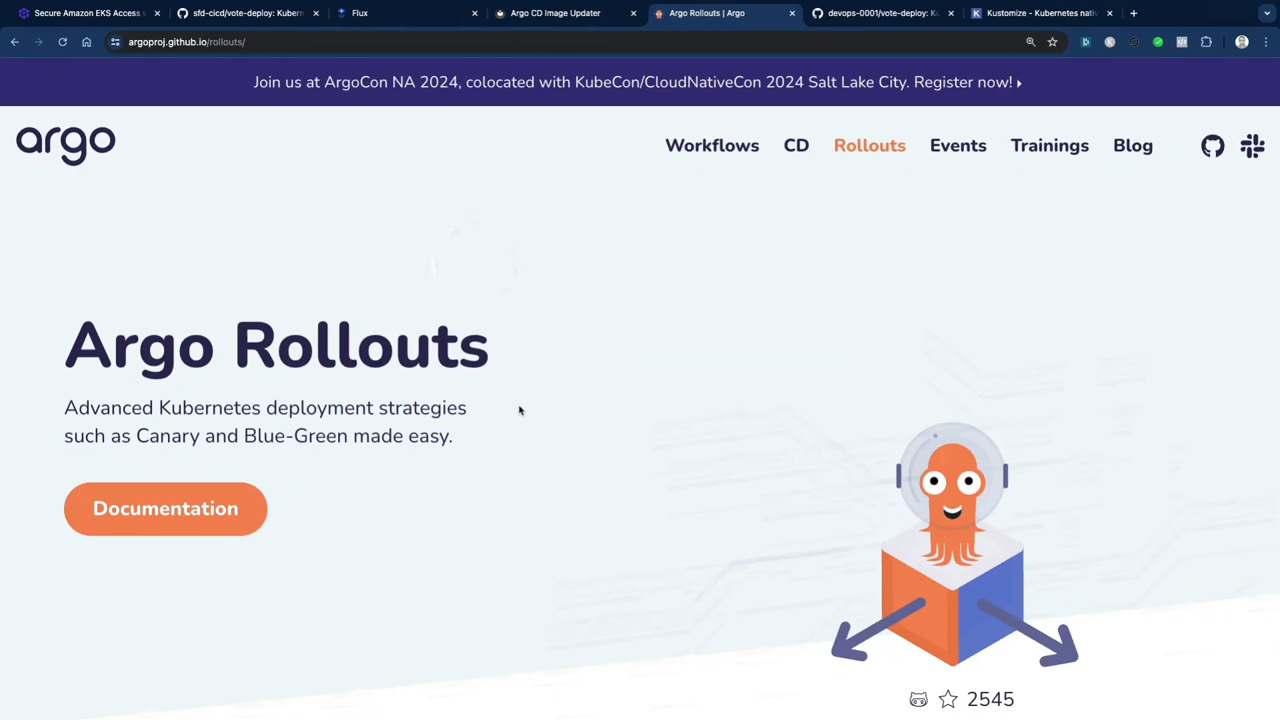 Secure Amazon EKS Access
sfd-cicd/vote-deploy: Kubern
Flux
Argo CD Image Updater
Argo Rollouts | Argo
devops-0001/vote-deploy: Ku
Kustomize - Kubernetes nati
argoproj.github.io/rollouts/
Join us at ArgoCon NA 2024, colocated with KubeCon/CloudNativeCon 2024 Salt Lake City. Register now!
argo
Workflows
CD
Rollouts
Events
Trainings
Blog
Argo Rollouts
Advanced Kubernetes deployment strategies
such as Canary and Blue-Green made easy.
Documentation
2545